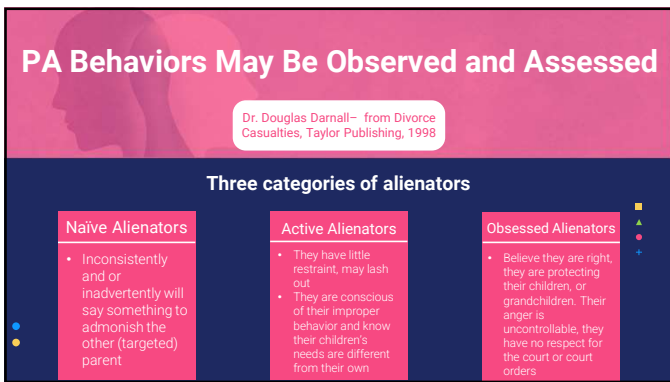 PA Behaviors May Be Observed and Assessed
Dr. Douglas Darnall– from Divorce
Casualties, Taylor Publishing, 1998
Three categories of alienators
Naïve Alienators
• Inconsistently
and or
inadvertently will
say something to
admonish the
other (targeted)
parent
Active Alienators
• They have little
restraint, may lash
out
• They are conscious
of their improper
behavior and know
their children's
needs are different
from their own
Obsessed Alienators
• Believe they are right,
they are protecting
their children, or
grandchildren. Their
anger is
uncontrollable, they
have no respect for
the court or court
orders